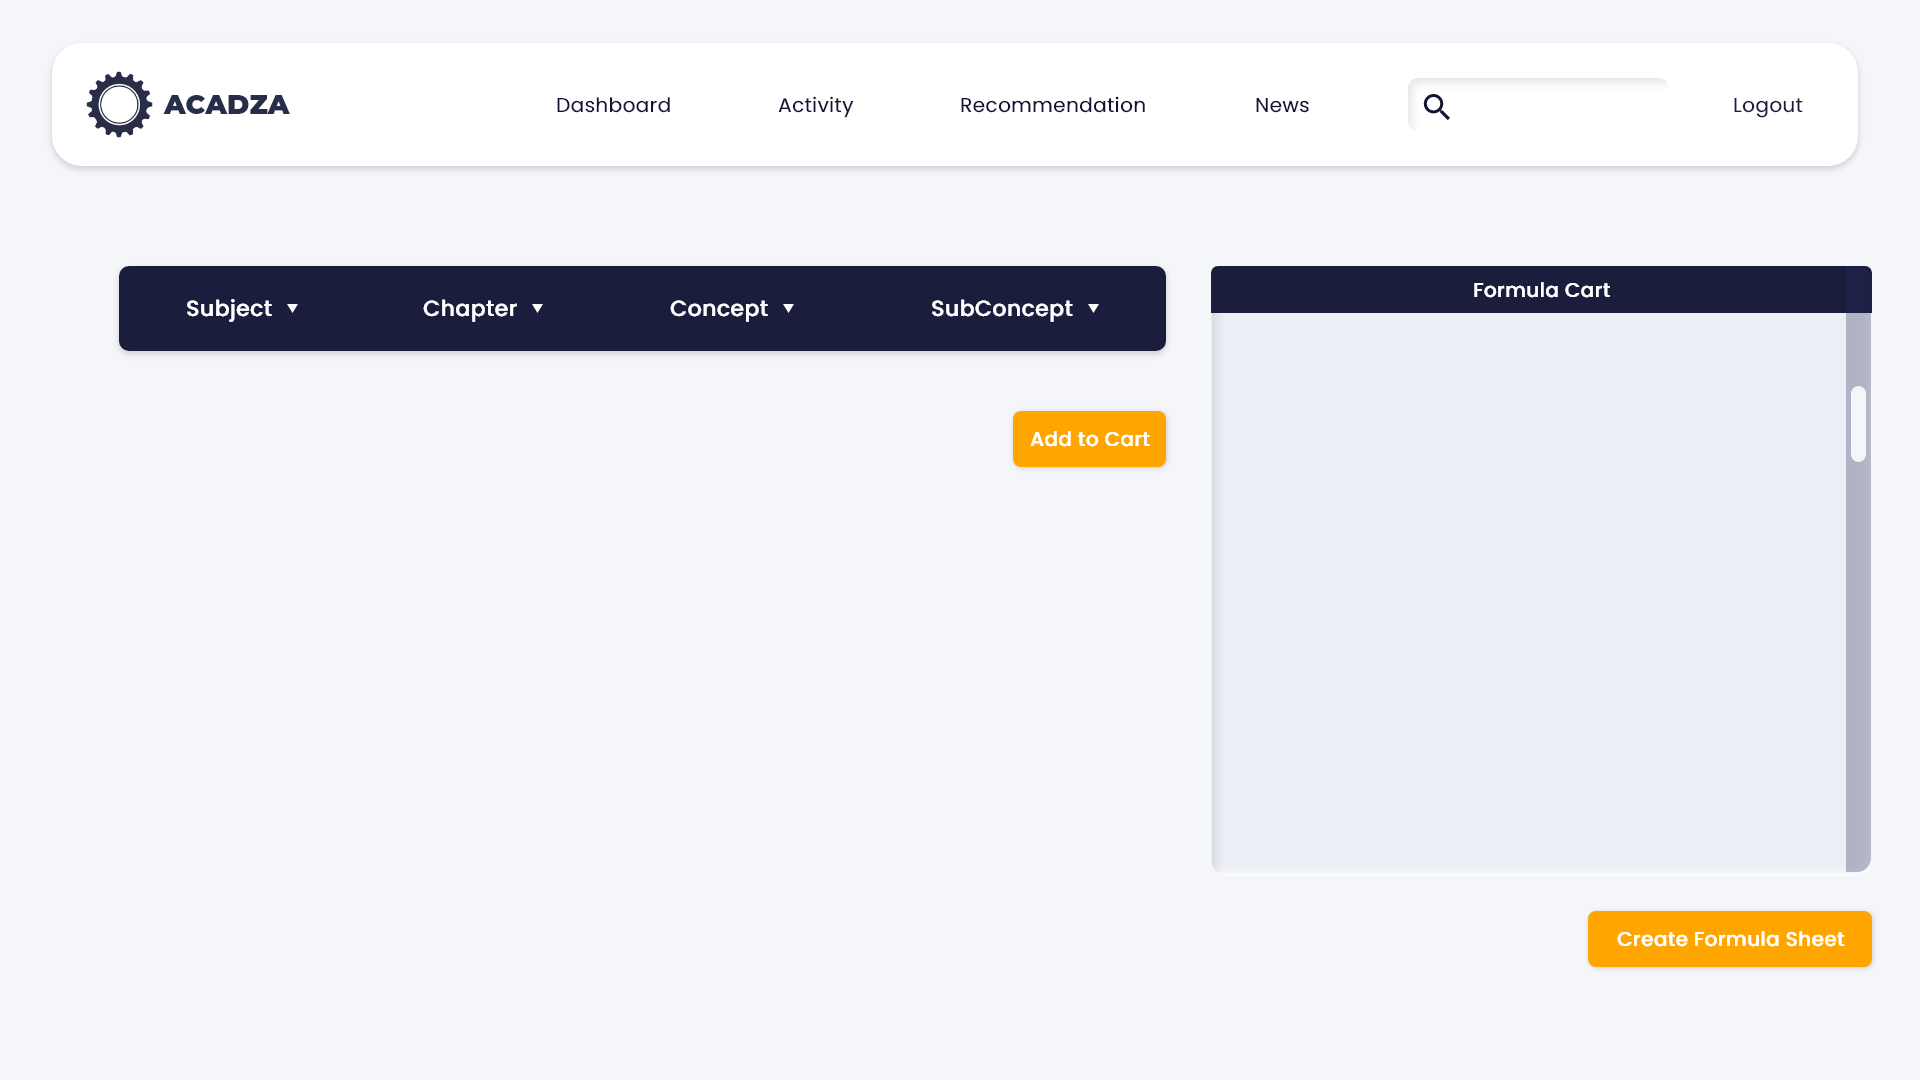 ACADZA
Dashboard
Activity
Recommendation
News
Logout
Subject
Chapter
Concept
SubConcept
Formula Cart
Add to Cart
Create Formula Sheet